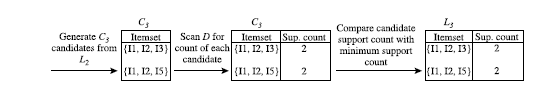 C3
Generate C3
candidates from
L2
Itemset
{I1, I2, I3}
{I1, I2, I5}
Scan D for
count of each
candidate
C3
Itemset Sup. count
{I1, I2, I3} 2
{I1, I2, I5} 2
Compare candidate
support count with
minimum support
count
L3
Itemset Sup. count
{I1, I2, I3} 2
{I1, I2, I5} 2